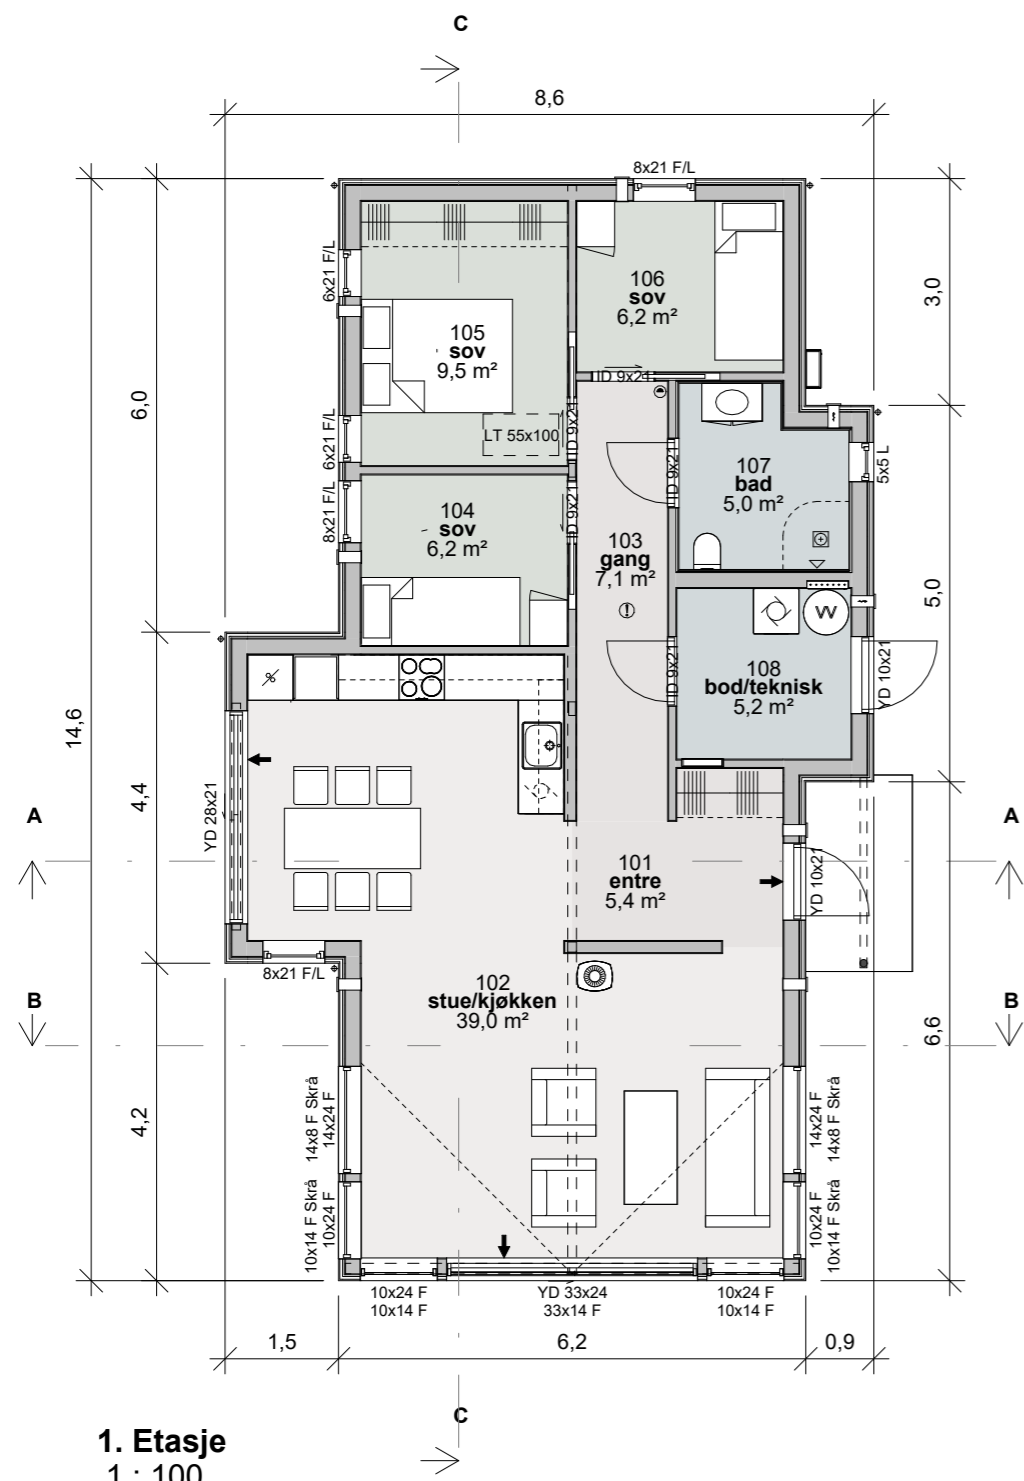 C
8,6
8x21 F/L
14,6
6,0
4,4
4,2
3,0
5,0
6,6
6x21 F/L
6x21 F/L
8x21 F/L
106
sov
6,2 m²
105
sov
9,5 m²
LT 55x100
ID 9x21
ID 9x21
ID 9x21
ID 9x21
ID 9x21
107
bad
5,0 m²
5x5 L
104
sov
6,2 m²
103
gang
7,1 m²
108
bod/teknisk
5,2 m²
YD 10x21
YD 28x21
A
A
101
entre
5,4 m²
YD 10x21
8x21 F/L
B
B
102
stue/kjøkken
39,0 m²
14x8 F Skrå
14x24 F
10x14 F Skrå
10x24 F
14x24 F
14x8 F Skrå
10x24 F
10x14 F Skrå
10x24 F
10x14 F
YD 33x24
33x14 F
10x24 F
10x14 F
1,5
6,2
0,9
C
1. Etasje
1 : 100